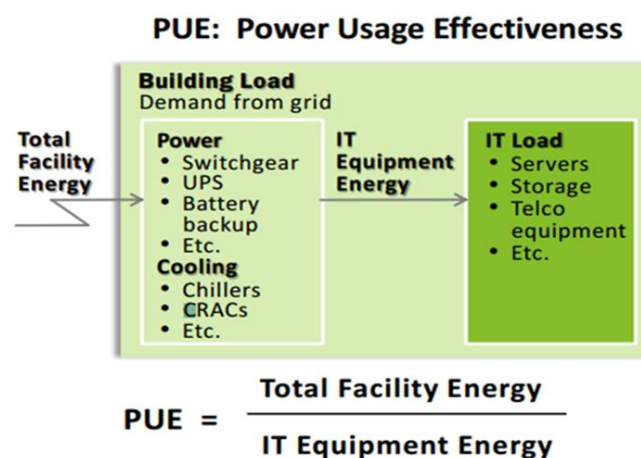 PUE: Power Usage Effectiveness
Building Load
Demand from grid
Total
Facility
Energy
Power
• Switchgear
• UPS
• Battery
backup
• Etc.
Cooling
• Chillers
• CRACs
• Etc.
IT
Equipment
Energy
IT Load
• Servers
• Storage
• Telco
equipment
• Etc.
PUE =
Total Facility Energy
IT Equipment Energy